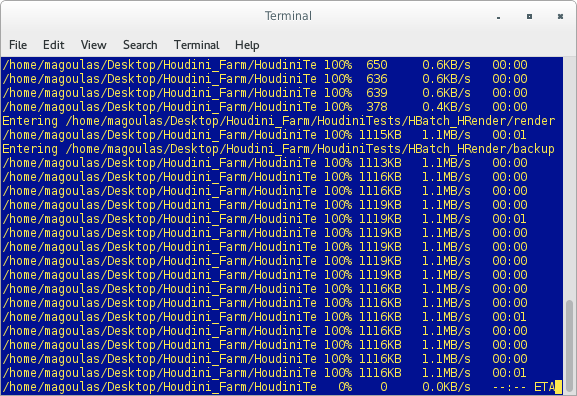 Terminal
File Edit View Search Terminal Help
/home/magoulas/Desktop/Houdini_Farm/HoudiniTe 100% 650 0.6KB/s 00:00
/home/magoulas/Desktop/Houdini_Farm/HoudiniTe 100% 636 0.6KB/s 00:00
/home/magoulas/Desktop/Houdini_Farm/HoudiniTe 100% 639 0.6KB/s 00:00
/home/magoulas/Desktop/Houdini_Farm/HoudiniTe 100% 378 0.4KB/s 00:00
Entering /home/magoulas/Desktop/Houdini_Farm/HoudiniTests/HBatch_HRender/render
/home/magoulas/Desktop/Houdini_Farm/HoudiniTe 100% 1115KB 1.1MB/s 00:01
Entering /home/magoulas/Desktop/Houdini_Farm/HoudiniTests/HBatch_HRender/backup
/home/magoulas/Desktop/Houdini_Farm/HoudiniTe 100% 1113KB 1.1MB/s 00:00
/home/magoulas/Desktop/Houdini_Farm/HoudiniTe 100% 1116KB 1.1MB/s 00:00
/home/magoulas/Desktop/Houdini_Farm/HoudiniTe 100% 1116KB 1.1MB/s 00:00
/home/magoulas/Desktop/Houdini_Farm/HoudiniTe 100% 1119KB 1.1MB/s 00:00
/home/magoulas/Desktop/Houdini_Farm/HoudiniTe 100% 1119KB 1.1MB/s 00:01
/home/magoulas/Desktop/Houdini_Farm/HoudiniTe 100% 1119KB 1.1MB/s 00:00
/home/magoulas/Desktop/Houdini_Farm/HoudiniTe 100% 1116KB 1.1MB/s 00:00
/home/magoulas/Desktop/Houdini_Farm/HoudiniTe 100% 1116KB 1.1MB/s 00:00
/home/magoulas/Desktop/Houdini_Farm/HoudiniTe 100% 1119KB 1.1MB/s 00:00
/home/magoulas/Desktop/Houdini_Farm/HoudiniTe 100% 1116KB 1.1MB/s 00:00
/home/magoulas/Desktop/Houdini_Farm/HoudiniTe 100% 1116KB 1.1MB/s 00:00
/home/magoulas/Desktop/Houdini_Farm/HoudiniTe 100% 1116KB 1.1MB/s 00:01
/home/magoulas/Desktop/Houdini_Farm/HoudiniTe 100% 1116KB 1.1MB/s 00:00
/home/magoulas/Desktop/Houdini_Farm/HoudiniTe 100% 1116KB 1.1MB/s 00:00
/home/magoulas/Desktop/Houdini_Farm/HoudiniTe 100% 1116KB 1.1MB/s 00:00
/home/magoulas/Desktop/Houdini_Farm/HoudiniTe 100% 1116KB 1.1MB/s 00:01
/home/magoulas/Desktop/Houdini_Farm/HoudiniTe 0% 0 0.0KB/s --:-- ETA